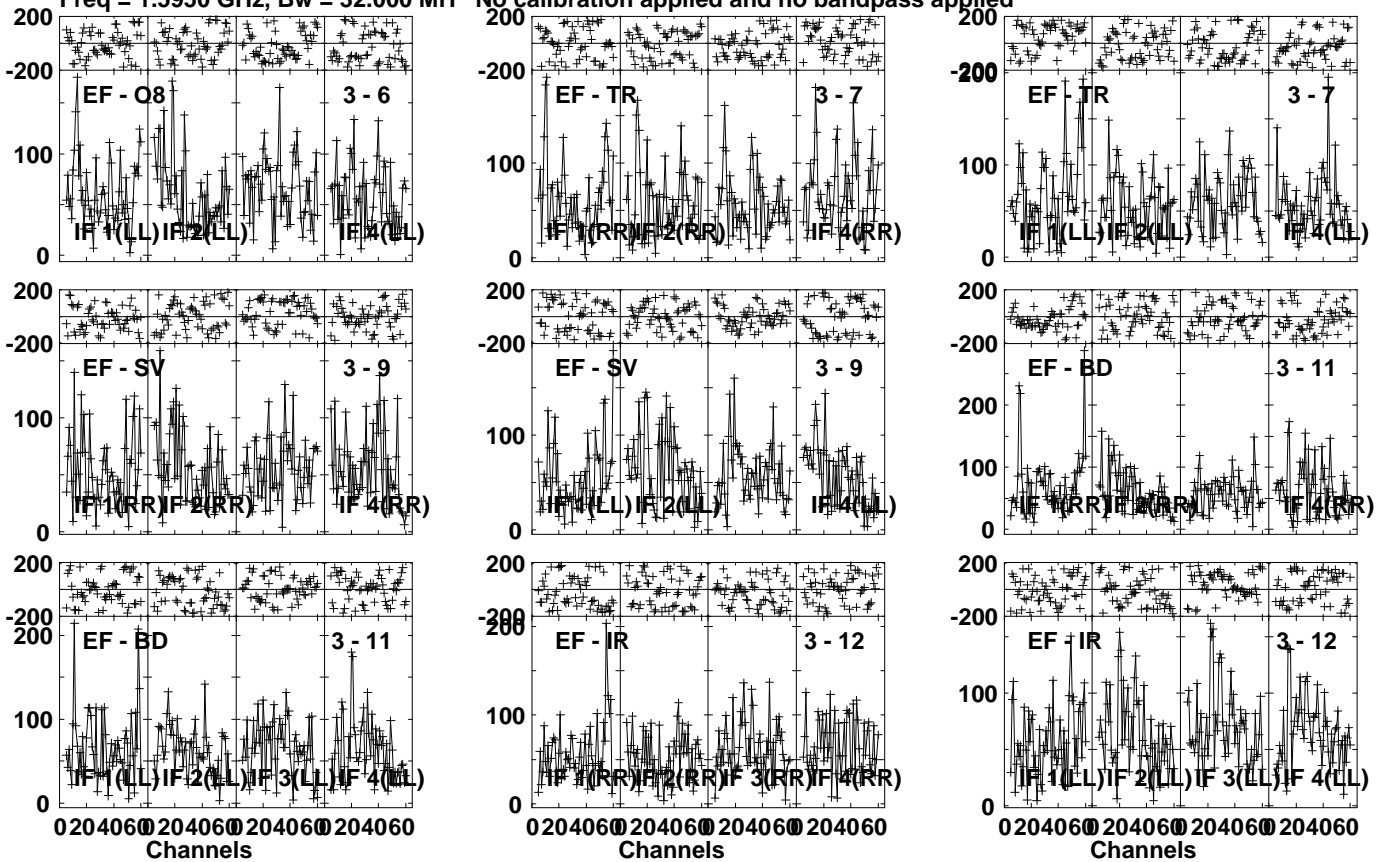 Freq = 1.5950 GHz, Bw = 32.000 MH No calibration applied and no bandpass applied
200 200 200
-200 -200 -200
EF - O8 3 - 6 EF - TR 3 - 7 EF - TR 3 - 7
200 200
100 100 100
IF 1(LL) IF 2(LL) IF 4(LL) IF 1(RR) IF 2(RR) IF 4(RR) IF 1(LL) IF 2(LL) IF 4(LL)
0 0 0
200 200 200
-200 -200 -200
EF - SV 3 - 9 EF - SV 3 - 9 EF - BD 3 - 11
200
100 100 100
IF 1(RR) IF 2(RR) IF 4(RR) IF 1(LL) IF 2(LL) IF 4(LL) IF 1(RR) IF 2(RR) IF 4(RR)
0 0 0
200 200 200
-200 -200 -200
200 200
EF - BD 3 - 11 EF - IR 3 - 12 EF - IR 3 - 12
100 100 100
IF 1(LL) IF 2(LL) IF 3(LL) IF 4(LL) IF 1(RR) IF 2(RR) IF 3(RR) IF 4(RR) IF 1(LL) IF 2(LL) IF 3(LL) IF 4(LL)
0 0 0
0 20 40 60 0 20 40 60 0 20 40 60 0 20 40 60 0 20 40 60 0 20 40 60 0 20 40 60 0 20 40 60 0 20 40 60 0 20 40 60 0 20 40 60 0 20 40 60
Channels Channels Channels